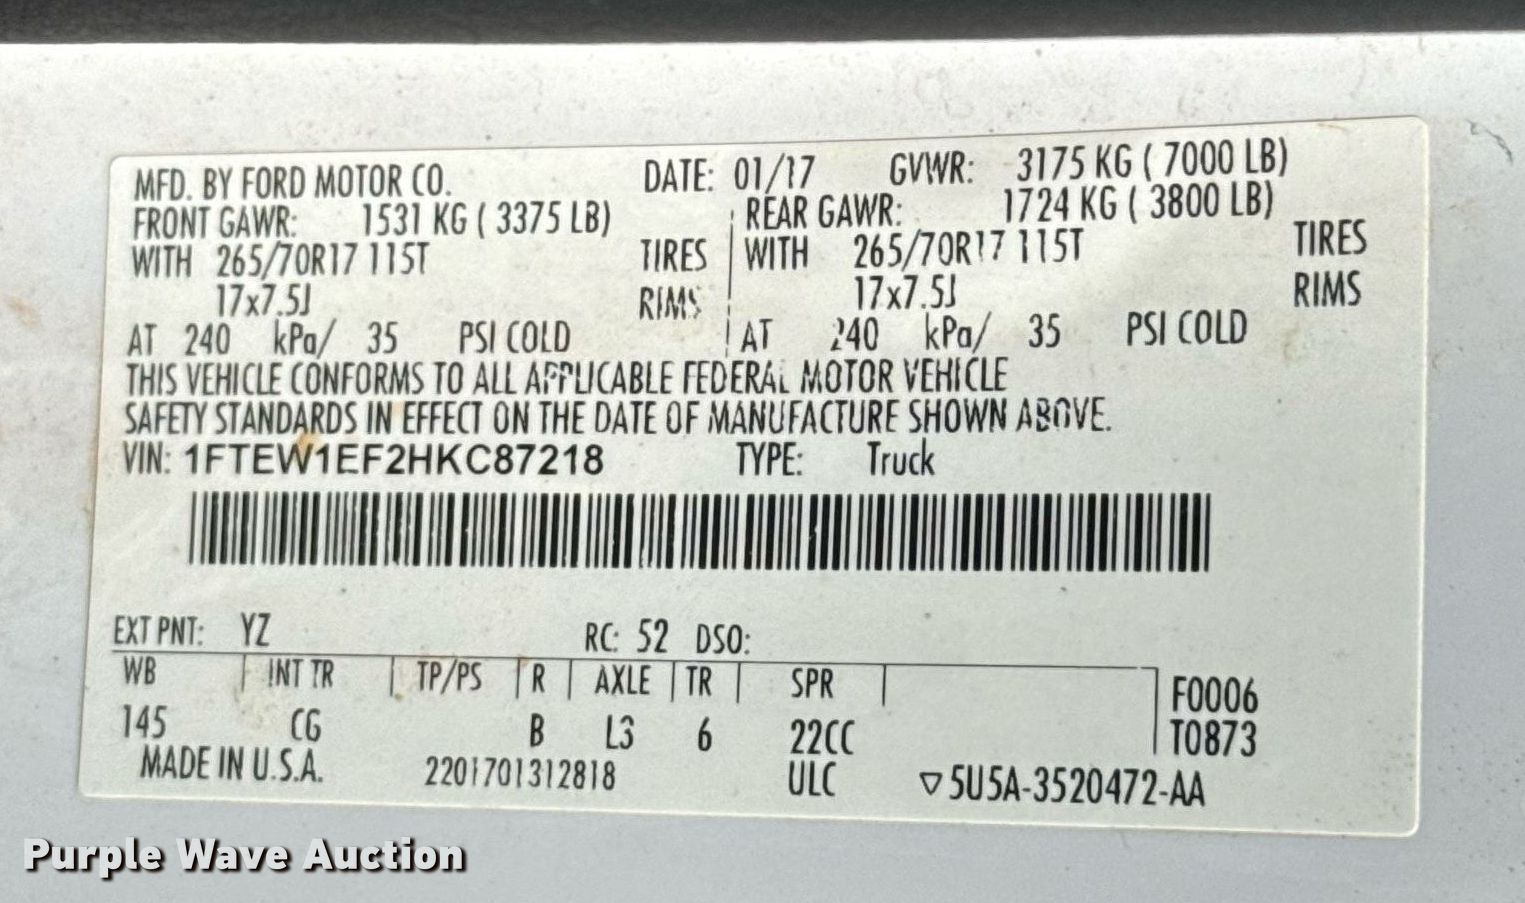 MFD. BY FORD MOTOR CO. DATE: 01/17 GVWR: 3175 KG ( 7000 LB)
FRONT GAWR: 1531 KG ( 3375 LB) REAR GAWR: 1724 KG ( 3800 LB)
WITH 265/70R17 115T TIRES WITH 265/70R17 115T TIRES
17x7.5J RIMS 17x7.5J RIMS
AT 240 kPa/ 35 PSI COLD AT 240 kPa/ 35 PSI COLD
THIS VEHICLE CONFORMS TO ALL APPLICABLE FEDERAL MOTOR VEHICLE
SAFETY STANDARDS IN EFFECT ON THE DATE OF MANUFACTURE SHOWN ABOVE.
VIN: 1FTEW1EF2HKC87218 TYPE: Truck
EXT PNT: YZ RC: 52 DSO:
WB INT TR TP/PS R AXLE TR SPR F0006
145 CG B L3 6 22CC T0873
MADE IN U.S.A. 2201701312818 ULC ▽5U5A-3520472-AA
Purple Wave Auction